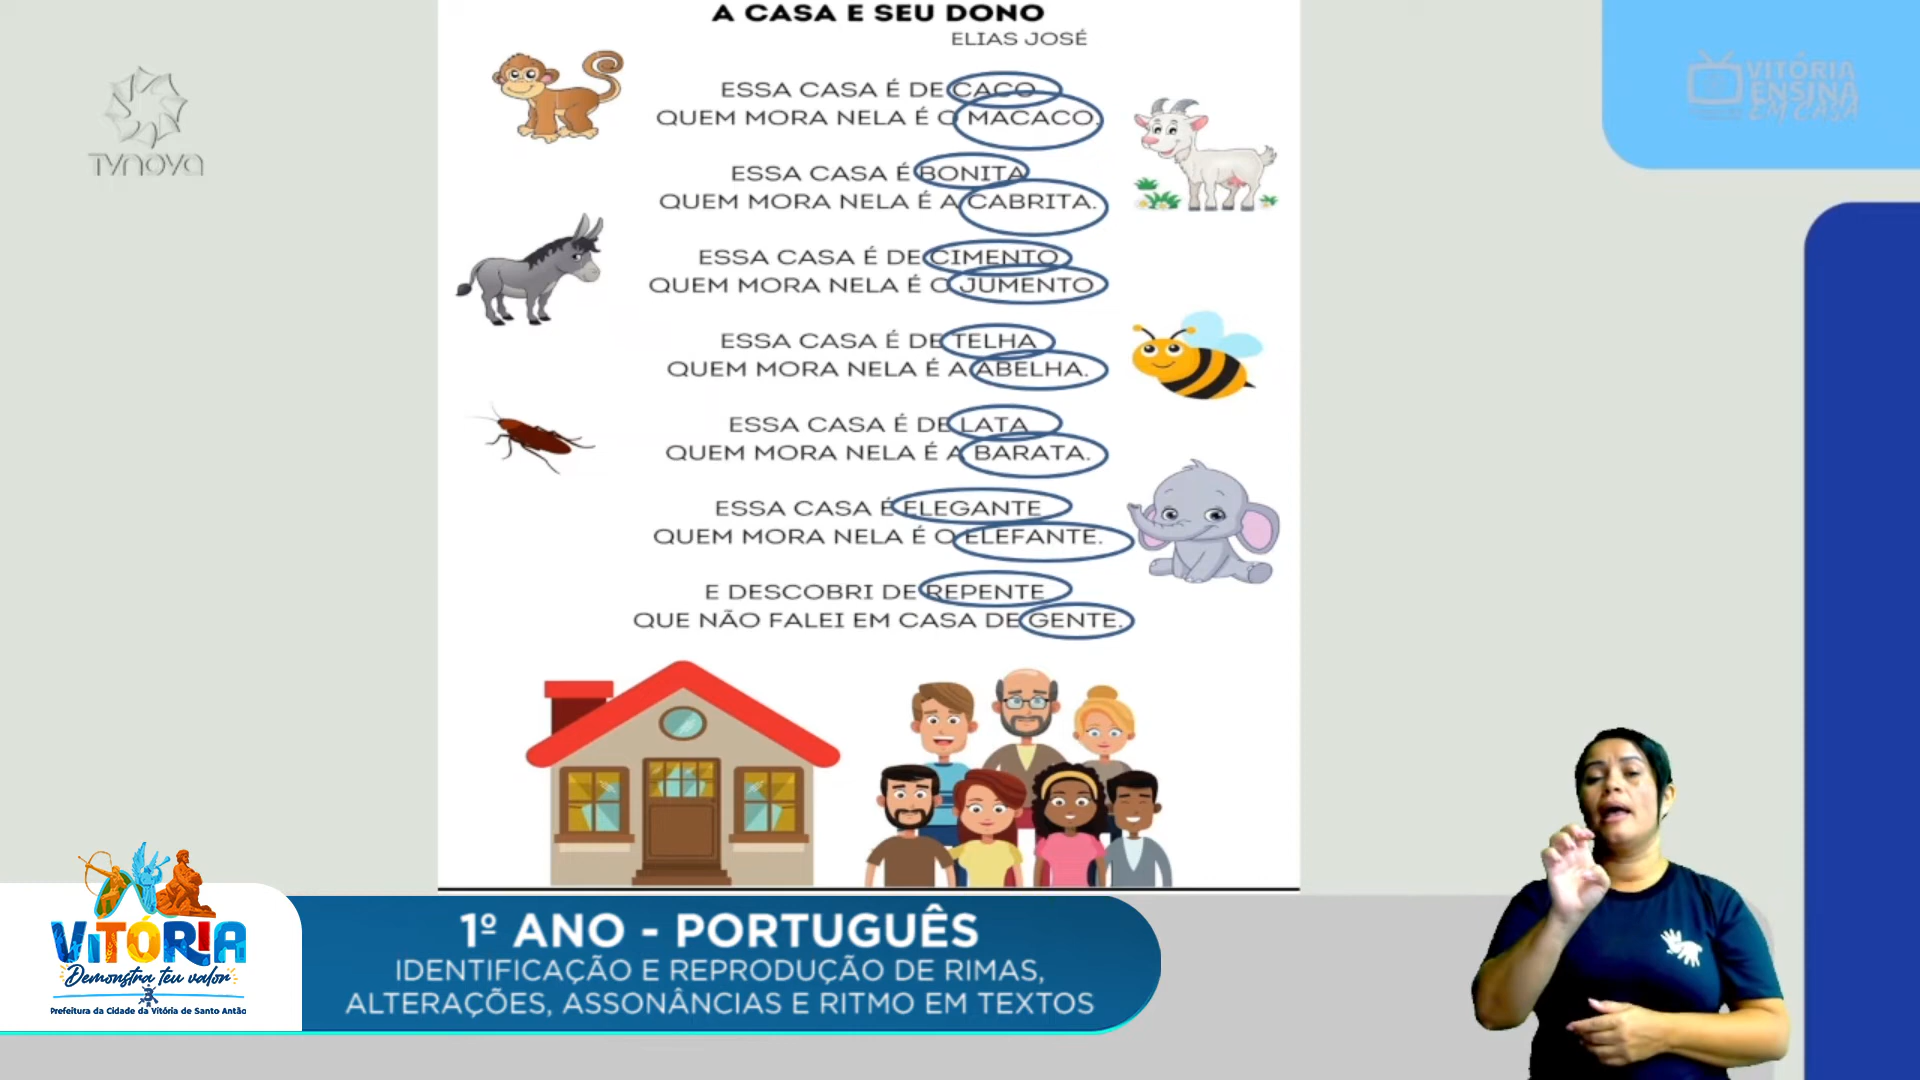 A CASA E SEU DONO
ELIAS JOSÉ
ESSA CASA É DE CACO
QUEM MORA NELA É O MACACO.
ESSA CASA É BONITA
QUEM MORA NELA É A CABRITA.
ESSA CASA É DE CIMENTO
QUEM MORA NELA É O JUMENTO
ESSA CASA É DE TELHA
QUEM MORA NELA É A ABELHA.
ESSA CASA É DE LATA
QUEM MORA NELA É A BARATA.
ESSA CASA É ELEGANTE
QUEM MORA NELA É O ELEFANTE.
E DESCOBRI DE REPENTE
QUE NÃO FALEI EM CASA DE GENTE.
TVNOVA
VITÓRIA
ENSINA
EM CASA
VITÓRIA
Demonstra teu valor
Prefeitura da Cidade da Vitória de Santo Antão
1º ANO - PORTUGUÊS
IDENTIFICAÇÃO E REPRODUÇÃO DE RIMAS,
ALTERAÇÕES, ASSONÂNCIAS E RITMO EM TEXTOS